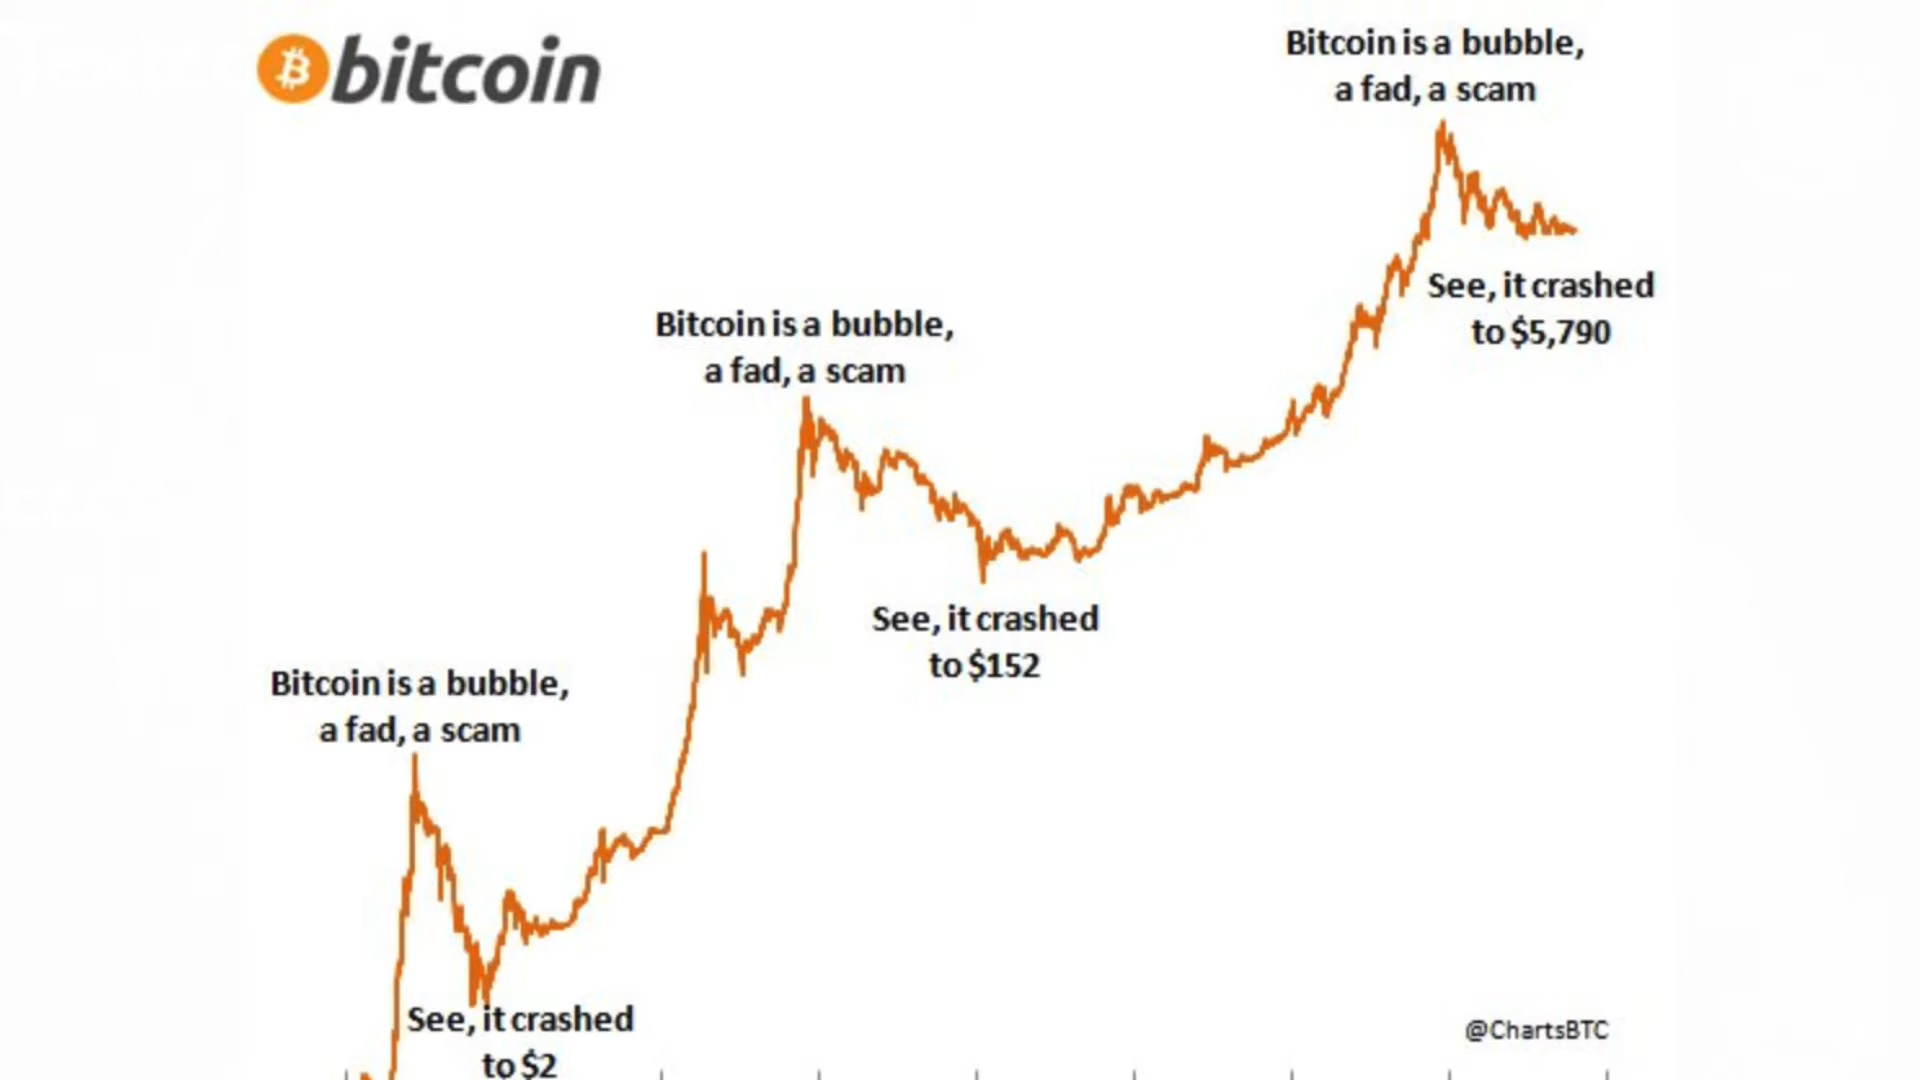 bitcoin
Bitcoin is a bubble,
a fad, a scam
See, it crashed
to $5,790
Bitcoin is a bubble,
a fad, a scam
See, it crashed
to $152
Bitcoin is a bubble,
a fad, a scam
See, it crashed
to $2
@ChartsBTC